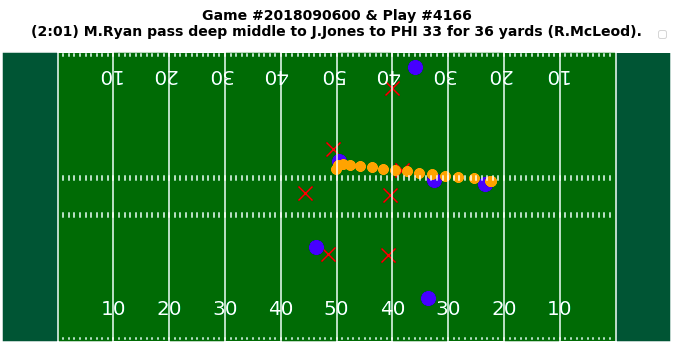 Game #2018090600 & Play #4166
(2:01) M.Ryan pass deep middle to J.Jones to PHI 33 for 36 yards (R.McLeod).
10 20 30 40 50 40 30 20 10
10 20 30 40 50 40 30 20 10